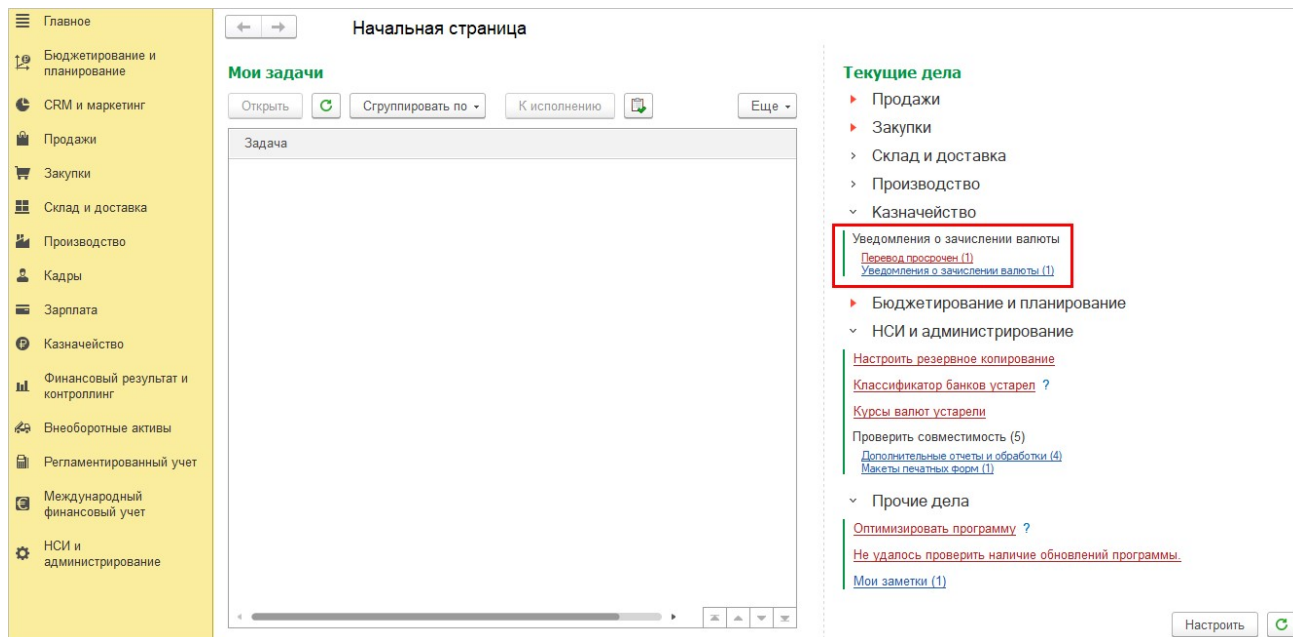 Главное
Бюджетирование и
планирование
CRM и маркетинг
Продажи
Закупки
Склад и доставка
Производство
Кадры
Зарплата
Казначейство
Финансовый результат и
контроллинг
Внеоборотные активы
Регламентированный учет
Международный
финансовый учет
НСИ и
администрирование
Начальная страница
Мои задачи
Открыть
Сгруппировать по
К исполнению
Еще
Задача
Текущие дела
Продажи
Закупки
Склад и доставка
Производство
Казначейство
Уведомления о зачислении валюты
Перевод просрочен (1)
Уведомления о зачислении валюты (1)
Бюджетирование и планирование
НСИ и администрирование
Настроить резервное копирование
Классификатор банков устарел ?
Курсы валют устарели
Проверить совместимость (5)
Дополнительные отчеты и обработки (4)
Макеты печатных форм (1)
Прочие дела
Оптимизировать программу ?
Не удалось проверить наличие обновлений программы.
Мои заметки (1)
Настроить